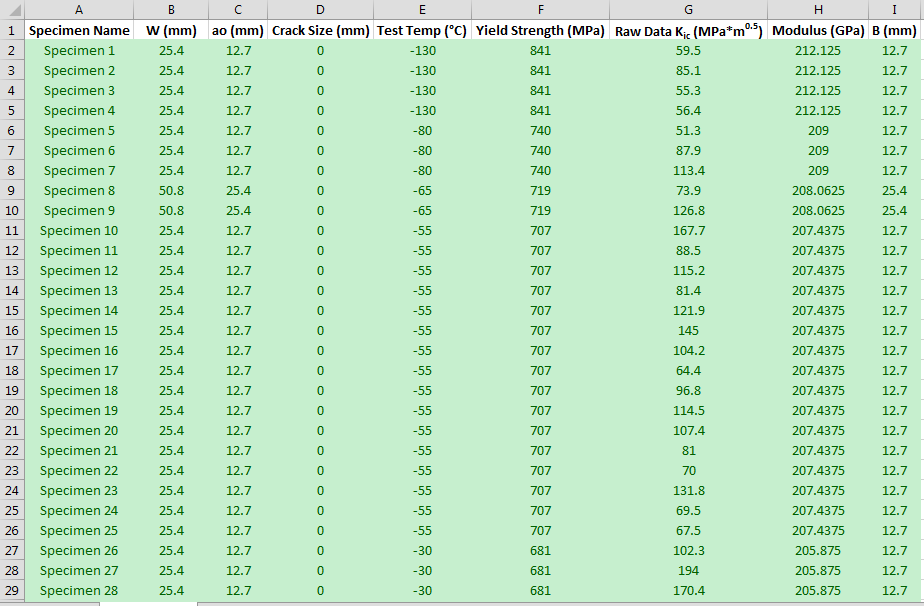 A B C D E F G H I
1 Specimen Name W (mm) ao (mm) Crack Size (mm) Test Temp (°C) Yield Strength (MPa) Raw Data Kic (MPa*m^0.5) Modulus (GPa) B (mm)
2 Specimen 1 25.4 12.7 0 -130 841 59.5 212.125 12.7
3 Specimen 2 25.4 12.7 0 -130 841 85.1 212.125 12.7
4 Specimen 3 25.4 12.7 0 -130 841 55.3 212.125 12.7
5 Specimen 4 25.4 12.7 0 -130 841 56.4 212.125 12.7
6 Specimen 5 25.4 12.7 0 -80 740 51.3 209 12.7
7 Specimen 6 25.4 12.7 0 -80 740 87.9 209 12.7
8 Specimen 7 25.4 12.7 0 -80 740 113.4 209 12.7
9 Specimen 8 50.8 25.4 0 -65 719 73.9 208.0625 25.4
10 Specimen 9 50.8 25.4 0 -65 719 126.8 208.0625 25.4
11 Specimen 10 25.4 12.7 0 -55 707 167.7 207.4375 12.7
12 Specimen 11 25.4 12.7 0 -55 707 88.5 207.4375 12.7
13 Specimen 12 25.4 12.7 0 -55 707 115.2 207.4375 12.7
14 Specimen 13 25.4 12.7 0 -55 707 81.4 207.4375 12.7
15 Specimen 14 25.4 12.7 0 -55 707 121.9 207.4375 12.7
16 Specimen 15 25.4 12.7 0 -55 707 145 207.4375 12.7
17 Specimen 16 25.4 12.7 0 -55 707 104.2 207.4375 12.7
18 Specimen 17 25.4 12.7 0 -55 707 64.4 207.4375 12.7
19 Specimen 18 25.4 12.7 0 -55 707 96.8 207.4375 12.7
20 Specimen 19 25.4 12.7 0 -55 707 114.5 207.4375 12.7
21 Specimen 20 25.4 12.7 0 -55 707 107.4 207.4375 12.7
22 Specimen 21 25.4 12.7 0 -55 707 81 207.4375 12.7
23 Specimen 22 25.4 12.7 0 -55 707 70 207.4375 12.7
24 Specimen 23 25.4 12.7 0 -55 707 131.8 207.4375 12.7
25 Specimen 24 25.4 12.7 0 -55 707 69.5 207.4375 12.7
26 Specimen 25 25.4 12.7 0 -55 707 67.5 207.4375 12.7
27 Specimen 26 25.4 12.7 0 -30 681 102.3 205.875 12.7
28 Specimen 27 25.4 12.7 0 -30 681 194 205.875 12.7
29 Specimen 28 25.4 12.7 0 -30 681 170.4 205.875 12.7